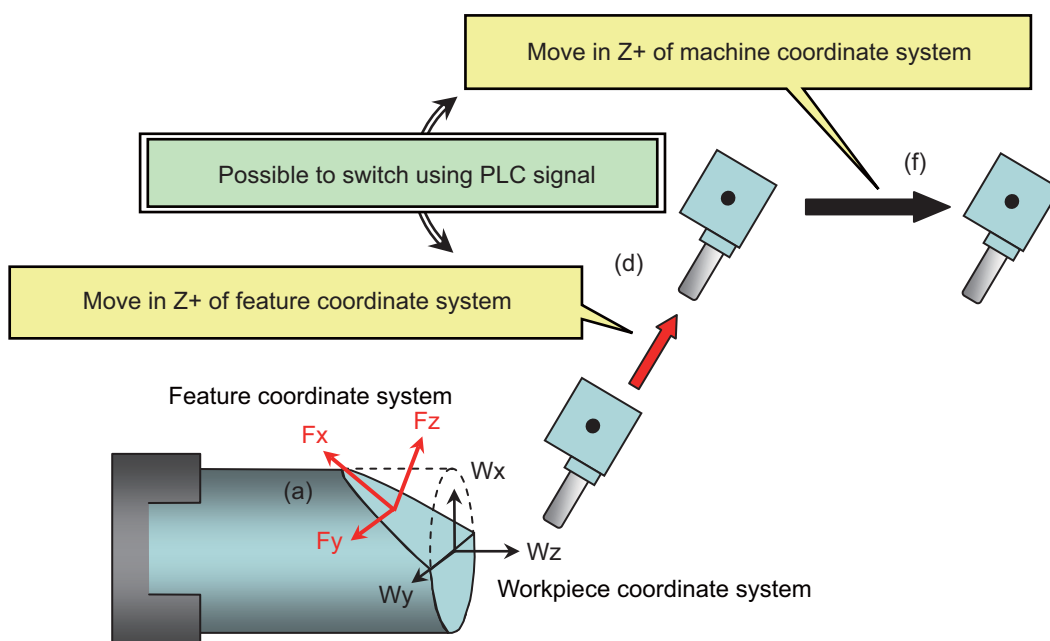 Move in Z+ of machine coordinate system
(f)
Possible to switch using PLC signal
(d)
Move in Z+ of feature coordinate system
Feature coordinate system
Fx
Fz
Wx
(a)
Fy
Wz
Wy
Workpiece coordinate system